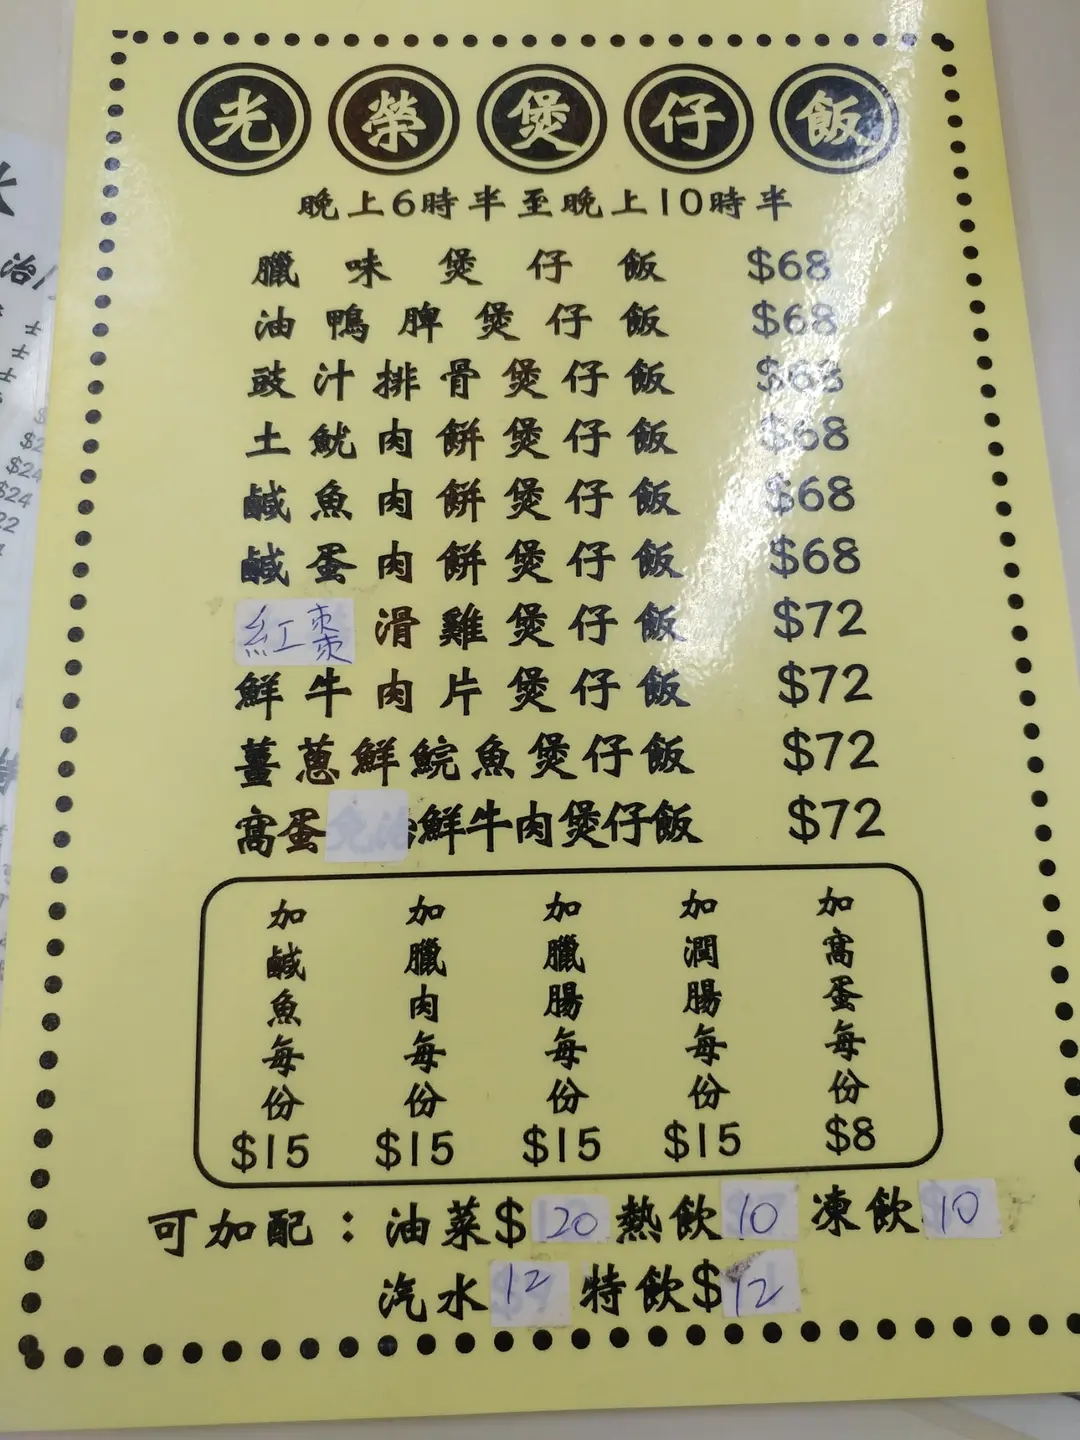 光榮煲仔飯
晚上6時半至晚上10時半
臘味煲仔飯 $68
油鴨脾煲仔飯 $68
豉汁排骨煲仔飯 $68
土魷肉餅煲仔飯 $68
鹹魚肉餅煲仔飯 $68
鹹蛋肉餅煲仔飯 $68
紅棗滑雞煲仔飯 $72
鮮牛肉片煲仔飯 $72
薑蔥鮮鯇魚煲仔飯 $72
窩蛋鮮牛肉煲仔飯 $72
加鹹魚每份 $15
加臘肉每份 $15
加臘腸每份 $15
加潤腸每份 $15
加窩蛋每份 $8
可加配：油菜$20 熱飲10 凍飲10
汽水12 特飲$12
$24
$24